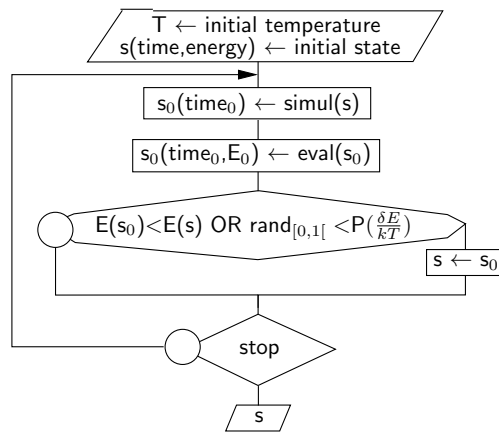 T ← initial temperature
s(time,energy) ← initial state
s₀(time₀) ← simul(s)
s₀(time₀,E₀) ← eval(s₀)
E(s₀)<E(s) OR rand[0,1[ <P(δE/kT)
s ← s₀
stop
s